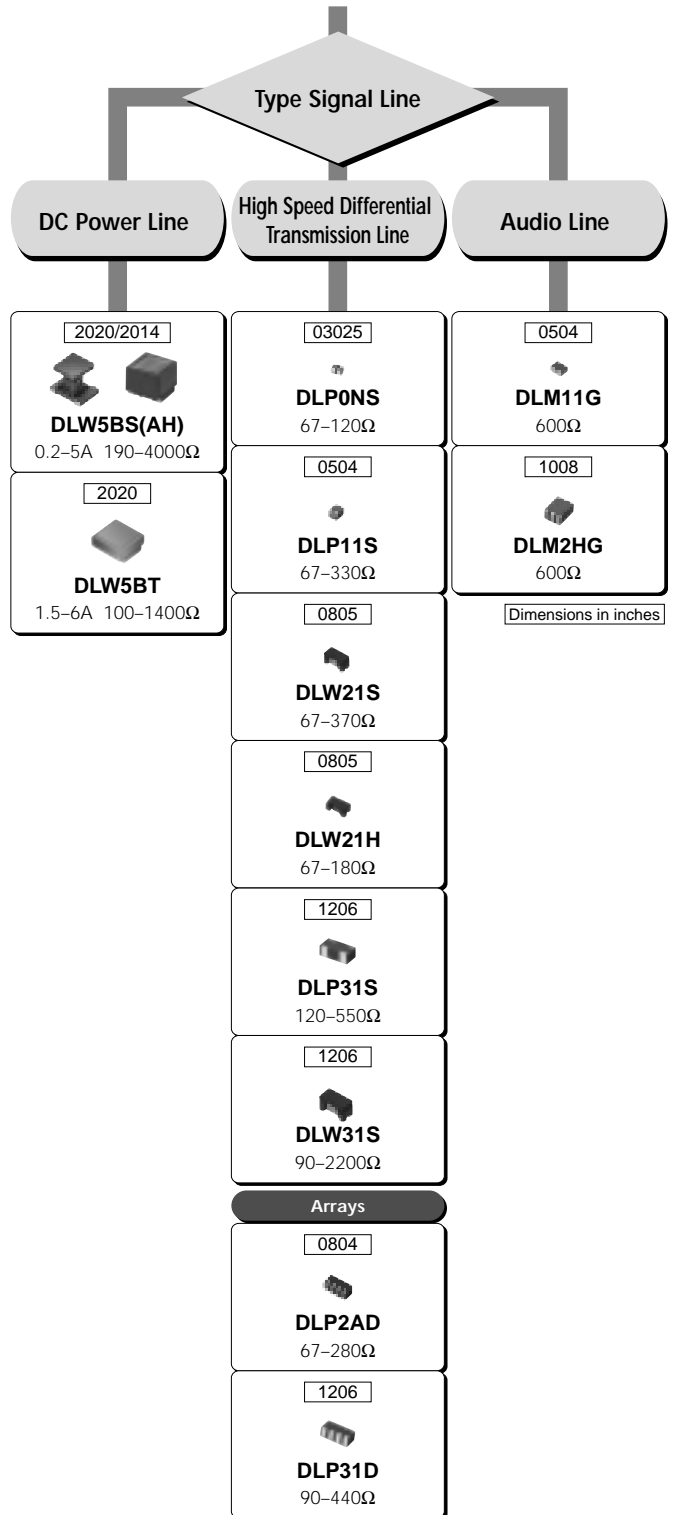 Type Signal Line
DC Power Line
High Speed Differential
Transmission Line
Audio Line
2020/2014
DLW5BS(AH)
0.2–5A 190–4000Ω
2020
DLW5BT
1.5–6A 100–1400Ω
03025
DLP0NS
67–120Ω
0504
DLP11S
67–330Ω
0805
DLW21S
67–370Ω
0805
DLW21H
67–180Ω
1206
DLP31S
120–550Ω
1206
DLW31S
90–2200Ω
Arrays
0804
DLP2AD
67–280Ω
1206
DLP31D
90–440Ω
0504
DLM11G
600Ω
1008
DLM2HG
600Ω
Dimensions in inches